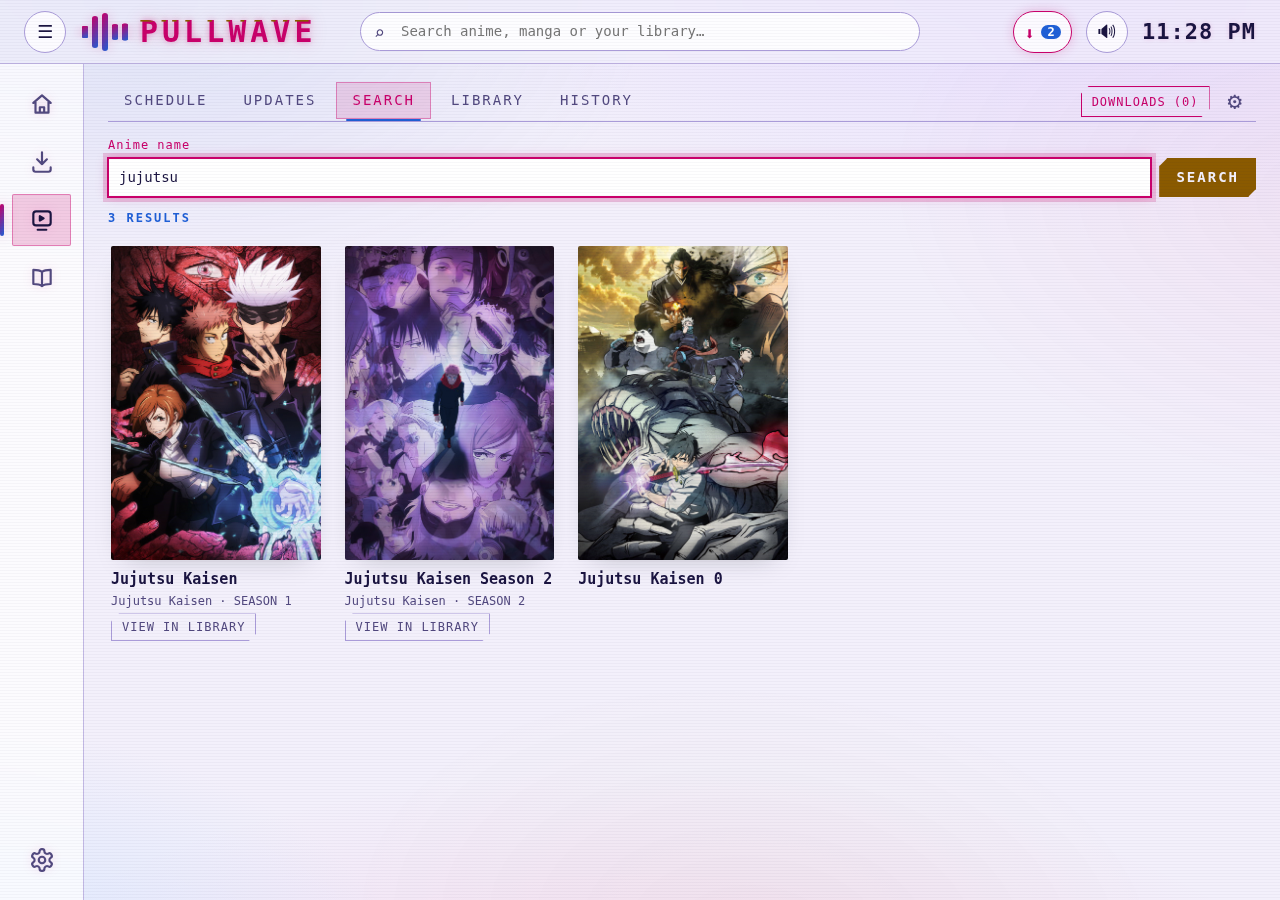 PULLWAVE
Search anime, manga or your library…
2
11:28 PM
SCHEDULE
UPDATES
SEARCH
LIBRARY
HISTORY
DOWNLOADS (0)
Anime name
jujutsu
SEARCH
3 RESULTS
Jujutsu Kaisen
Jujutsu Kaisen · SEASON 1
VIEW IN LIBRARY
Jujutsu Kaisen Season 2
Jujutsu Kaisen · SEASON 2
VIEW IN LIBRARY
Jujutsu Kaisen 0